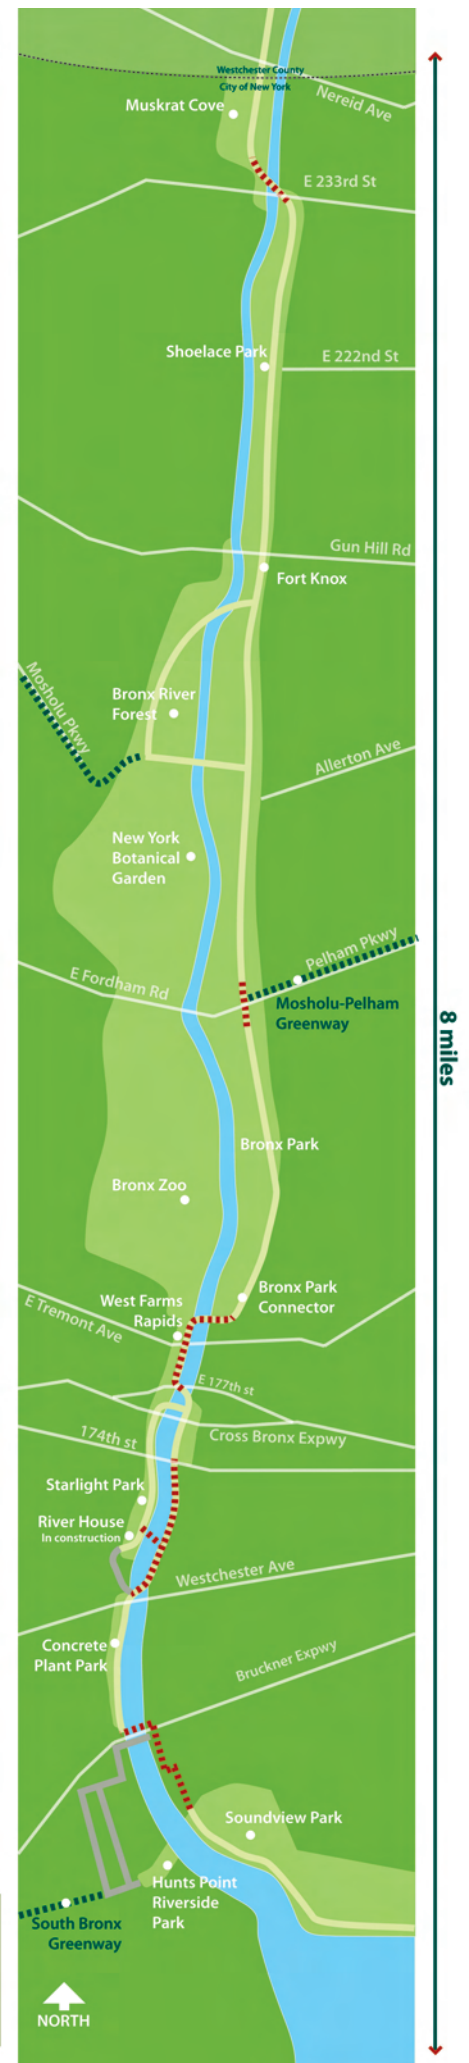 Westchester County
City of New York
Muskrat Cove
Nereid Ave
E 233rd St
Shoelace Park
E 222nd St
Gun Hill Rd
Fort Knox
Mosholu Pkwy
Bronx River
Forest
Allerton Ave
New York
Botanical
Garden
Pelham Pkwy
E Fordham Rd
Mosholu-Pelham
Greenway
8 miles
Bronx Park
Bronx Zoo
Bronx Park
Connector
West Farms
Rapids
E Tremont Ave
E 177th st
174th st
Cross Bronx Expwy
Starlight Park
River House
In construction
Westchester Ave
Concrete
Plant Park
Bruckner Expwy
Soundview Park
Hunts Point
Riverside
Park
South Bronx
Greenway
NORTH